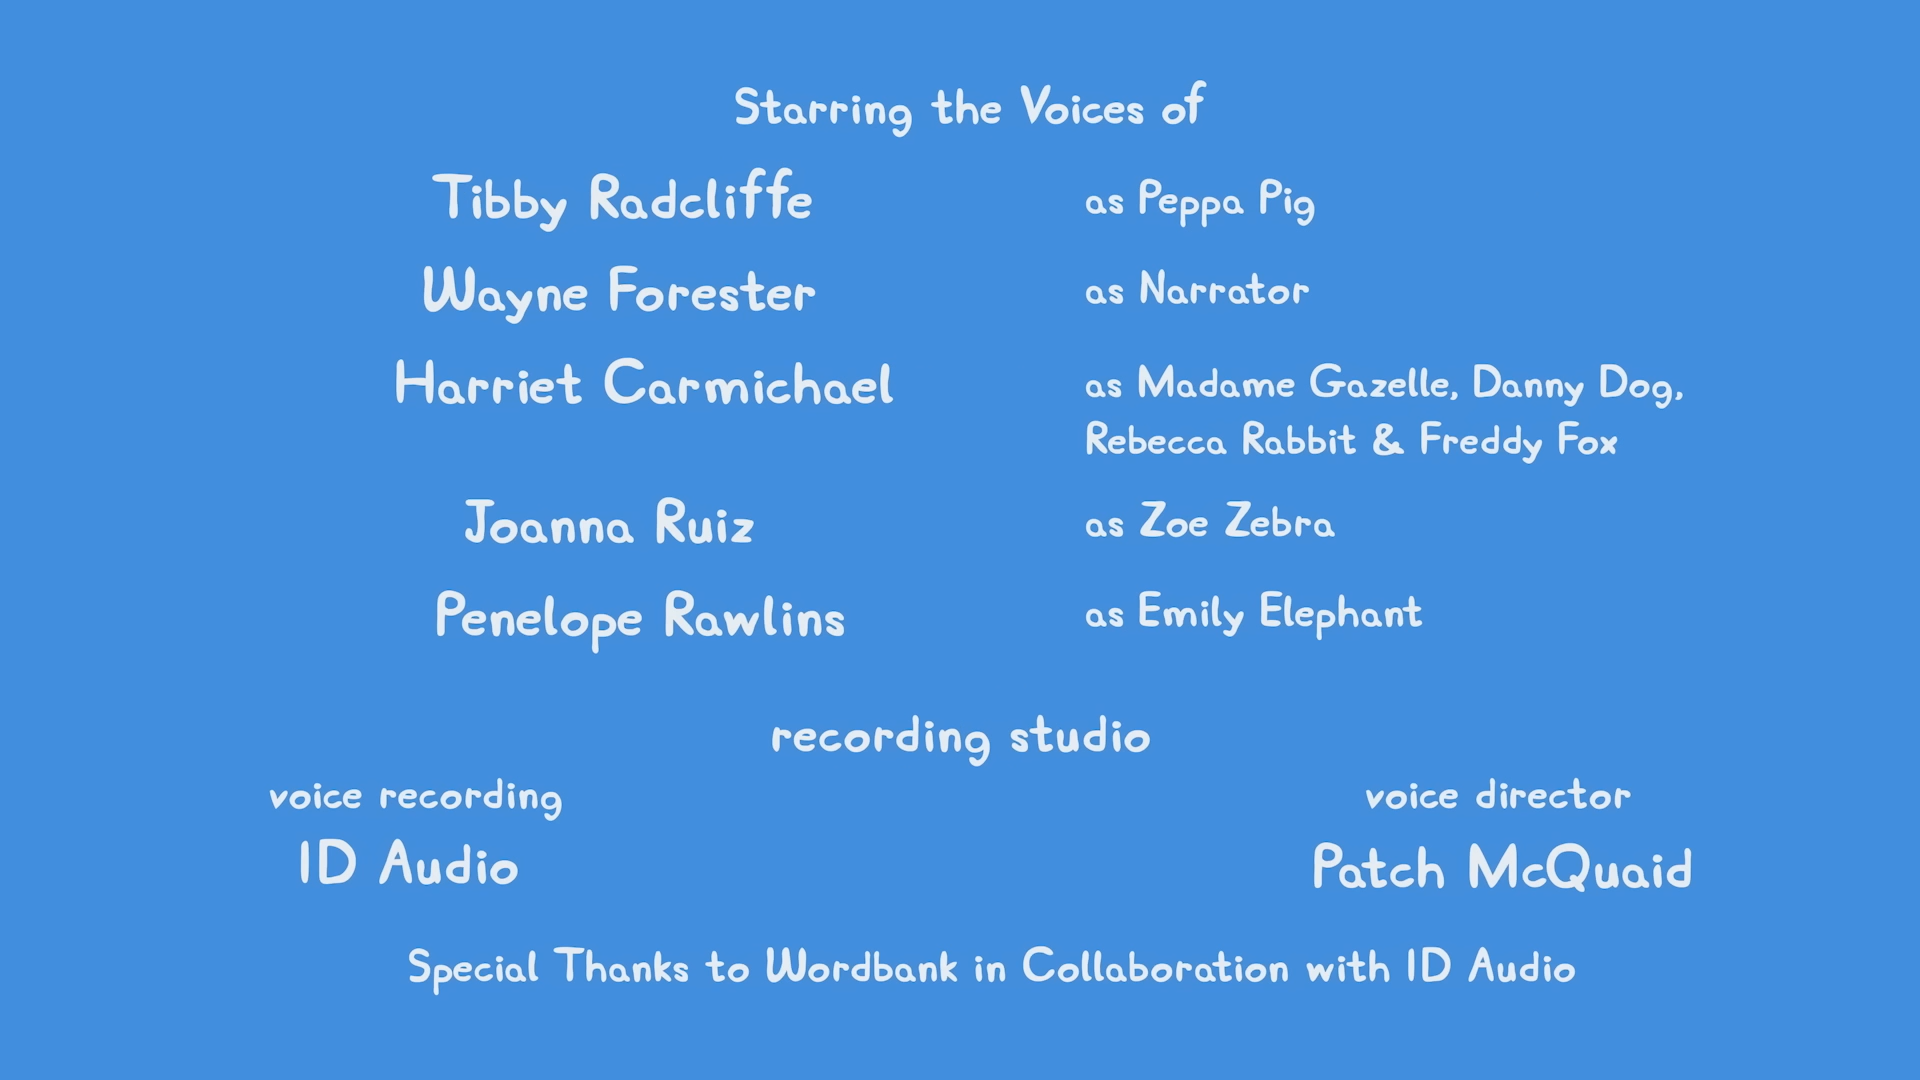 Starring the Voices of
Tibby Radcliffe as Peppa Pig
Wayne Forester as Narrator
Harriet Carmichael as Madame Gazelle, Danny Dog,
Rebecca Rabbit & Freddy Fox
Joanna Ruiz as Zoe Zebra
Penelope Rawlins as Emily Elephant
recording studio
voice recording voice director
ID Audio Patch McQuaid
Special Thanks to Wordbank in Collaboration with ID Audio